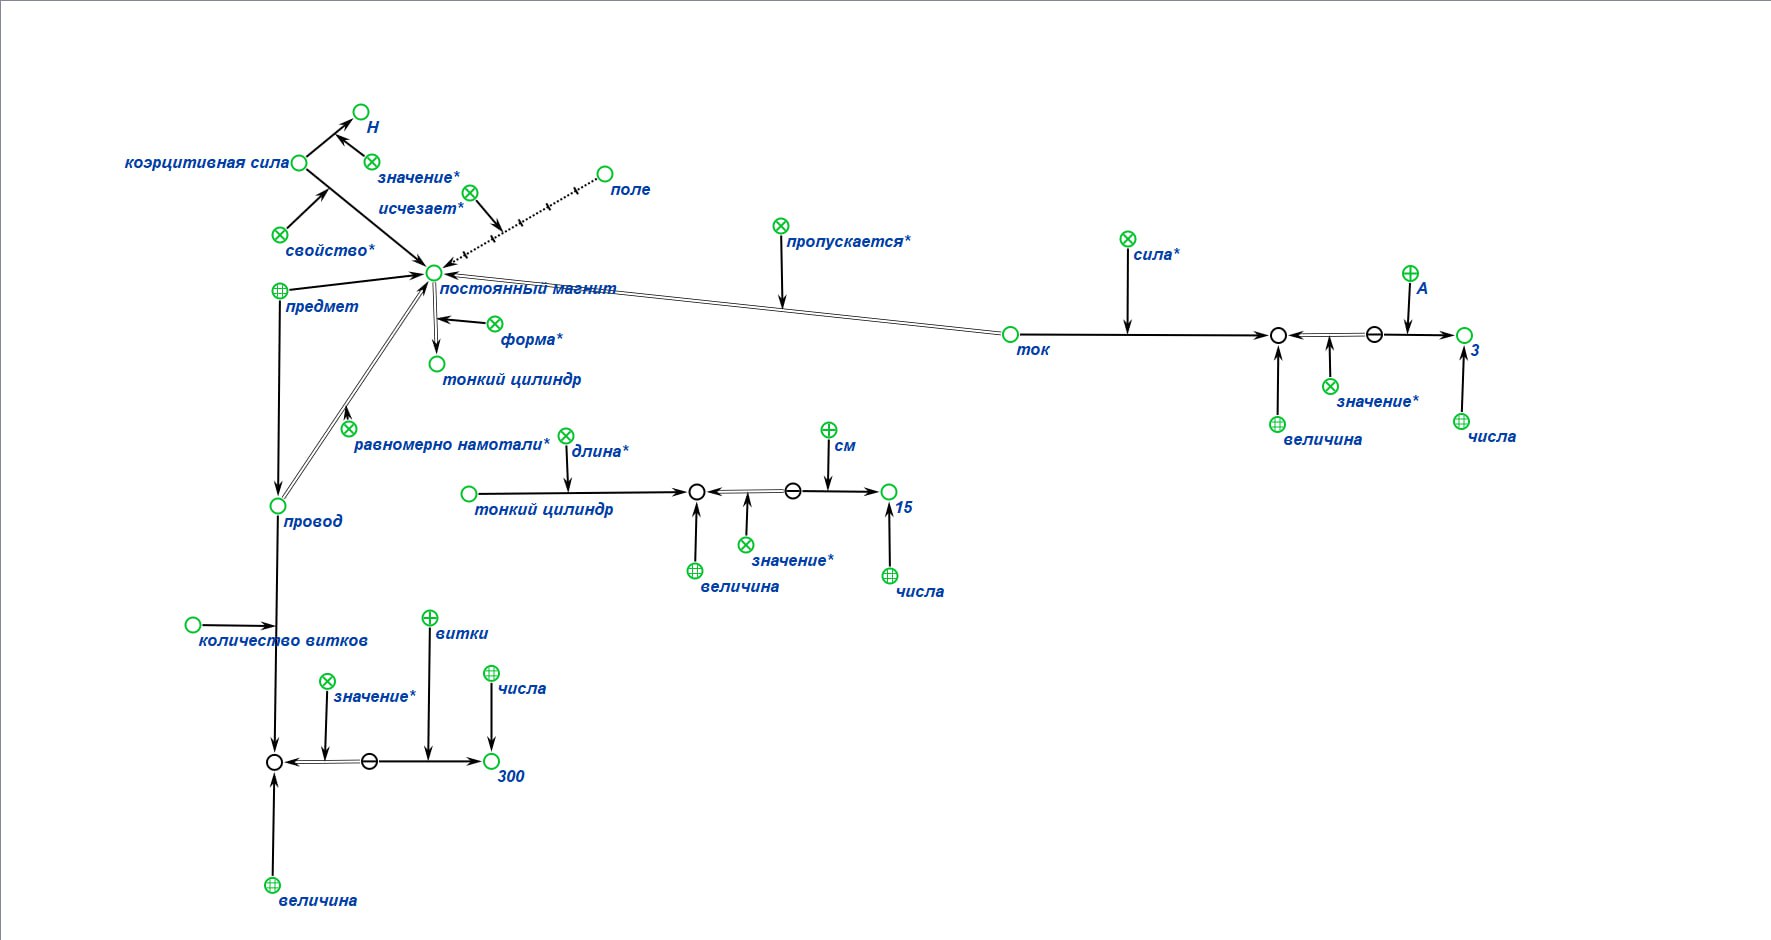 Н
коэрцитивная сила
значение*
поле
исчезает*
свойство*
пропускается*
сила*
постоянный магнит
А
предмет
форма*
ток
3
тонкий цилиндр
значение*
равномерно намотали*
длина*
см
величина
числа
тонкий цилиндр
15
провод
значение*
величина
числа
количество витков
витки
значение*
числа
300
величина